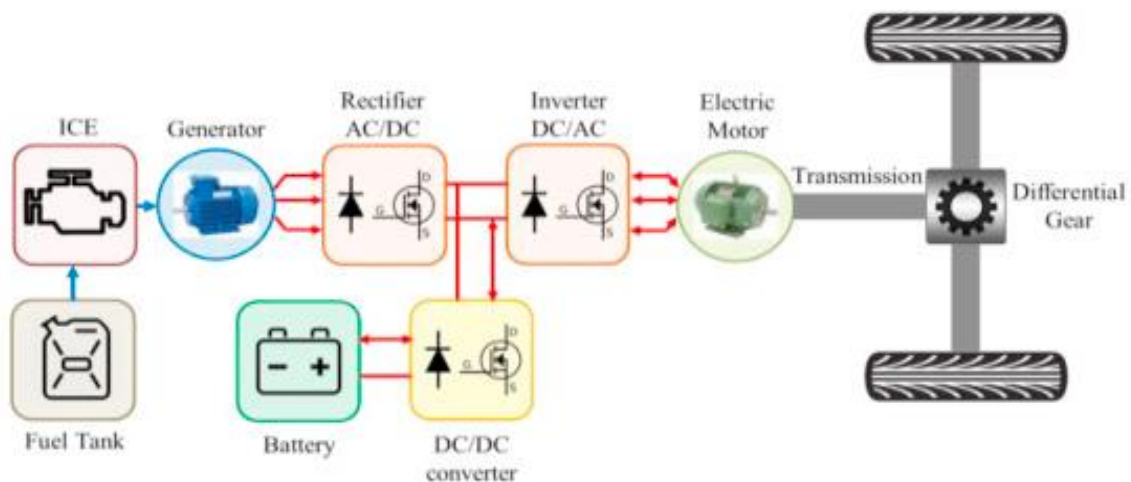 ICE
Generator
Rectifier
AC/DC
Inverter
DC/AC
Electric
Motor
Transmission
Differential
Gear
D
G
S
D
G
S
D
G
S
Fuel Tank
Battery
DC/DC
converter